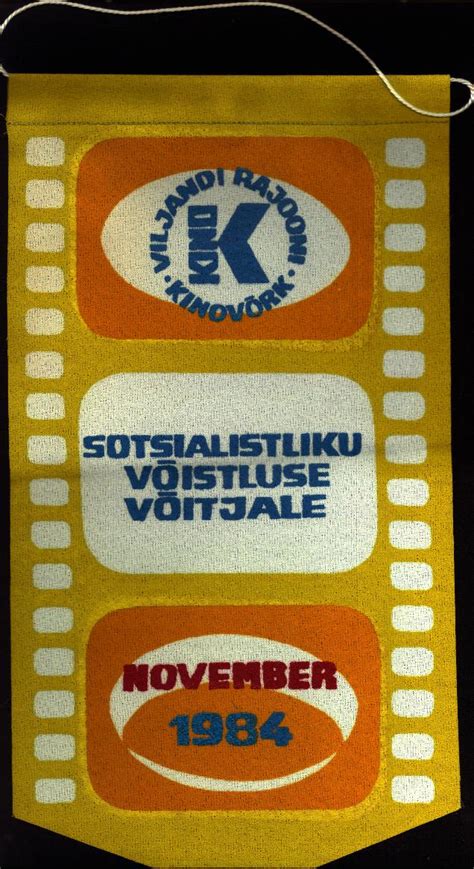 VILJANDI RAJOONI
KINO
K
· KINOVÕRK ·
SOTSIALISTLIKU
VÕISTLUSE
VÕITJALE
NOVEMBER
1984